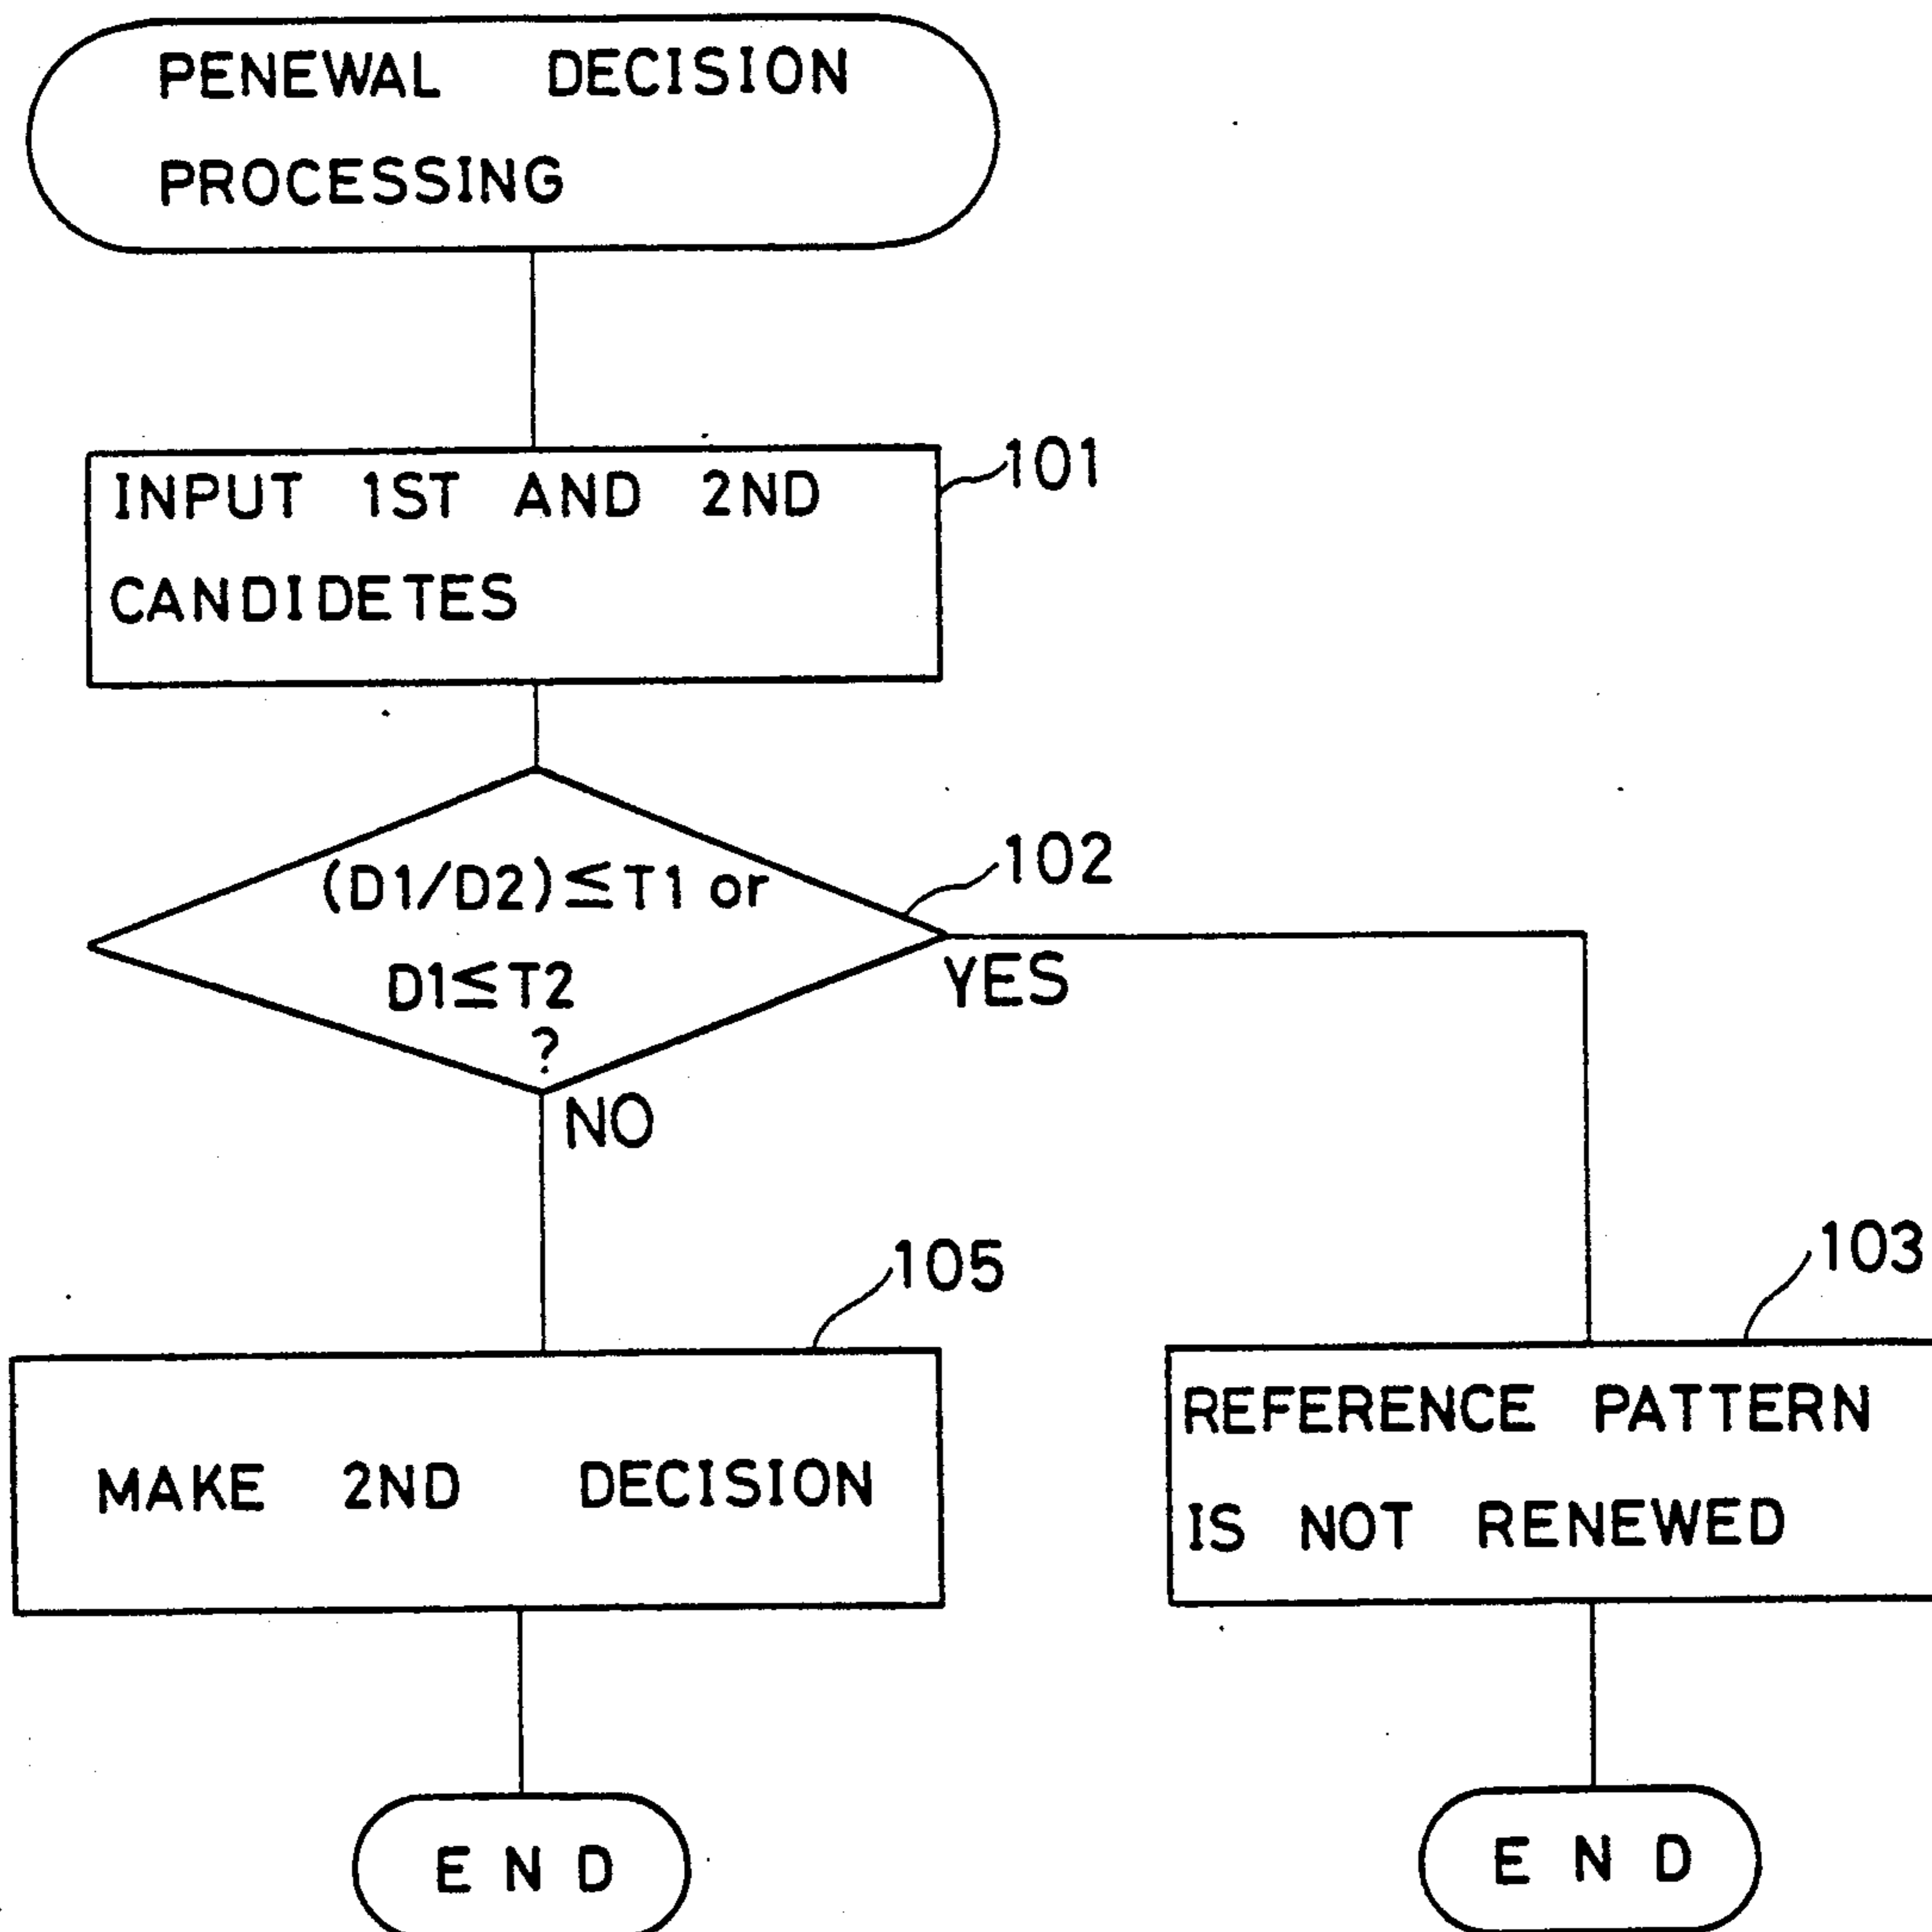 PENEWAL DECISION
PROCESSING
INPUT 1ST AND 2ND
CANDIDETES
101
(D1/D2)≦T1 or
D1≦T2
?
102
YES
NO
105
MAKE 2ND DECISION
103
REFERENCE PATTERN
IS NOT RENEWED
END
END